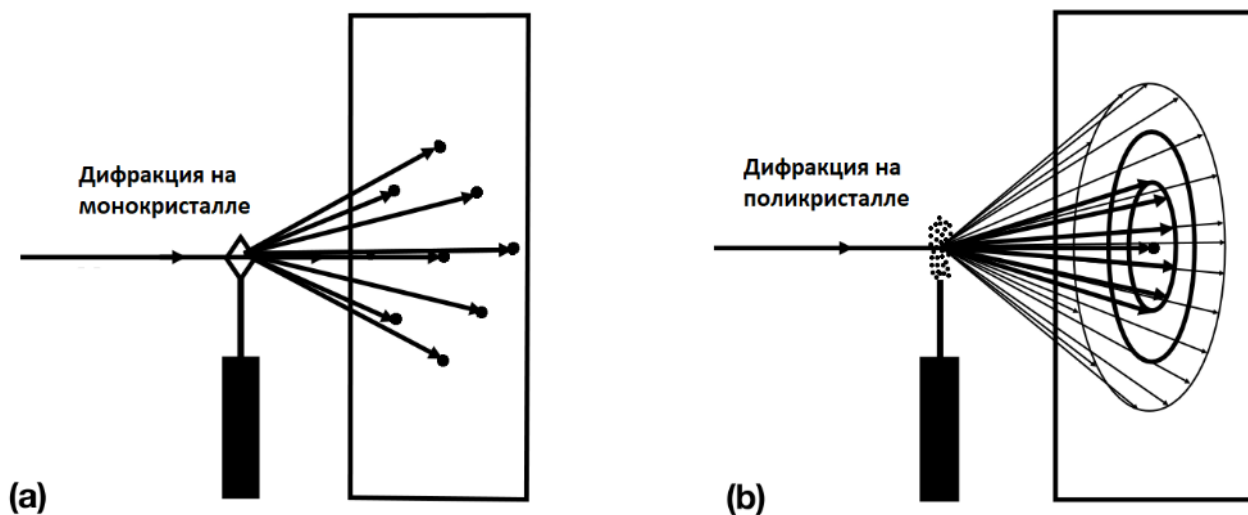 Дифракция на
монокристалле
(a)
Дифракция на
поликристалле
(b)